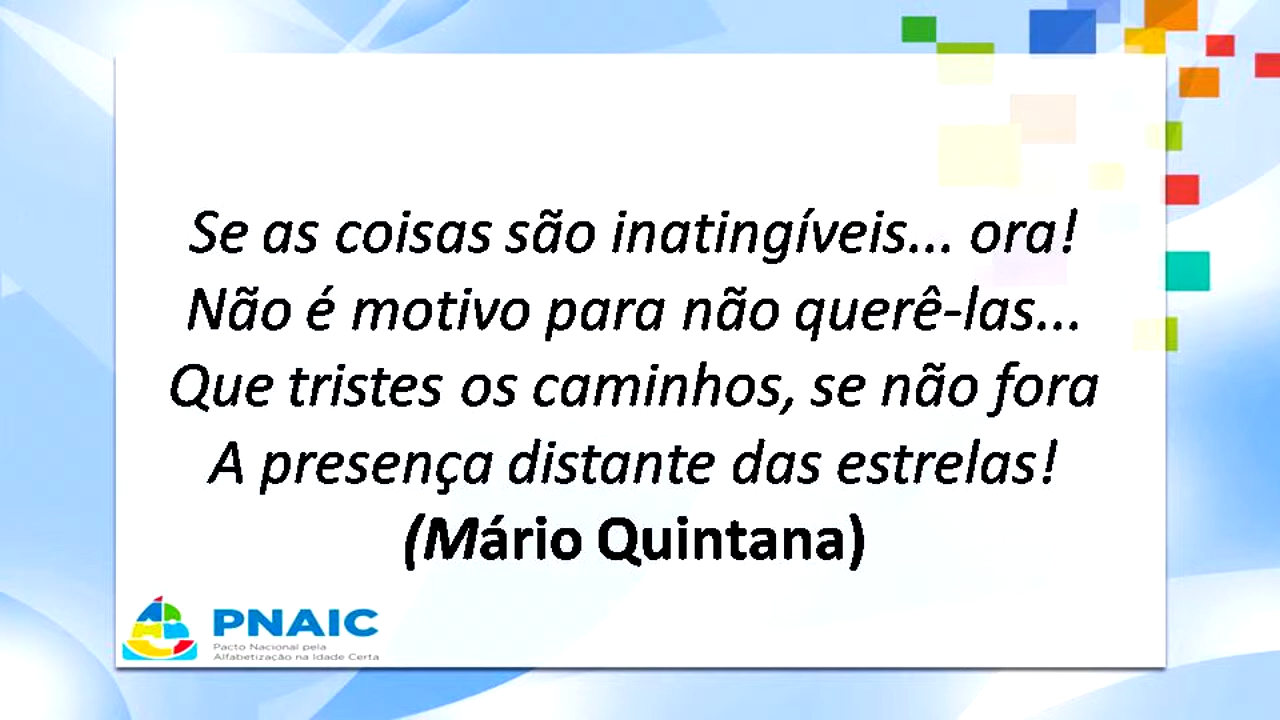 Se as coisas são inatingíveis... ora!
Não é motivo para não querê-las...
Que tristes os caminhos, se não fora
A presença distante das estrelas!
(Mário Quintana)
PNAIC
Pacto Nacional pela
Alfabetização na Idade Certa